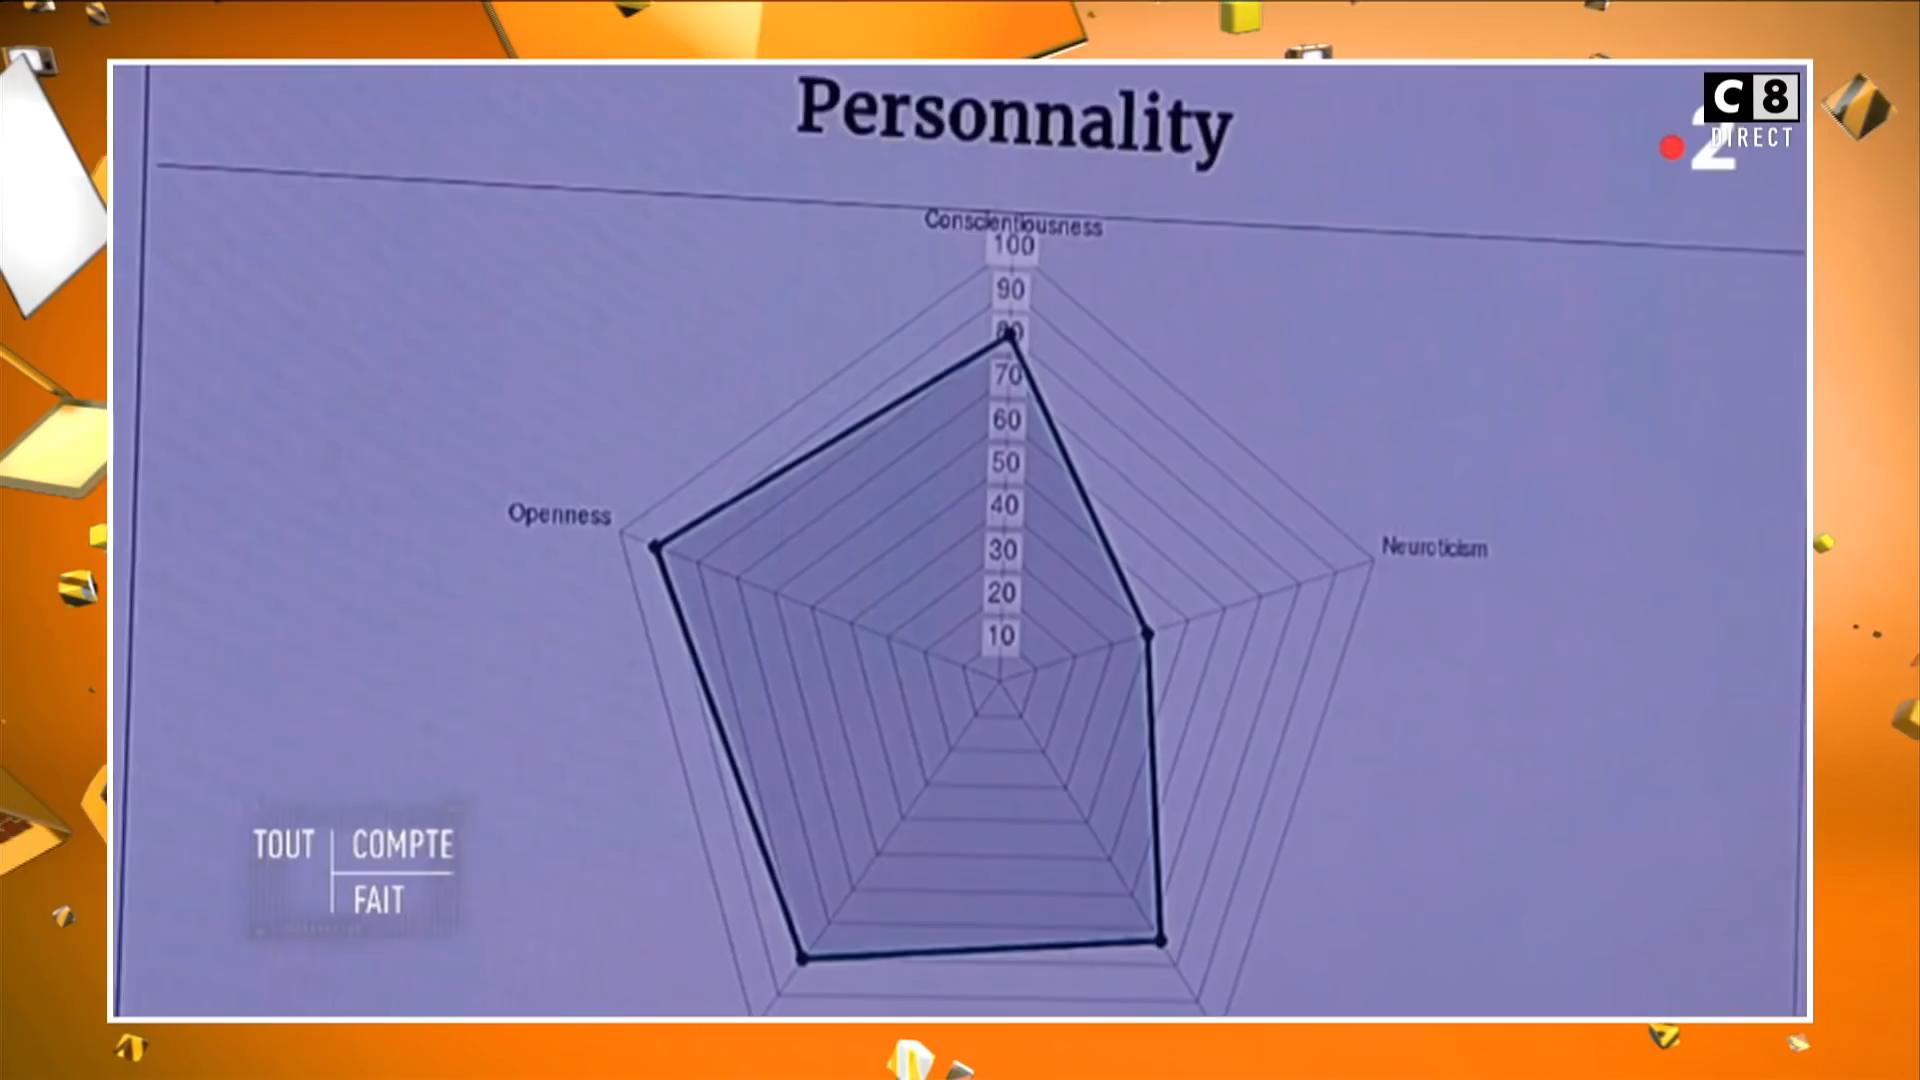 Personnality
C8
DIRECT
2
Conscientiousness
100
90
80
70
60
50
40
30
20
10
Openness
Neuroticism
TOUT COMPTE
FAIT